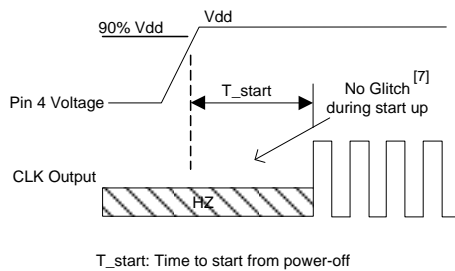 Vdd
90% Vdd
T_start
No Glitch [7]
during start up
Pin 4 Voltage
CLK Output
HZ
T_start: Time to start from power-off